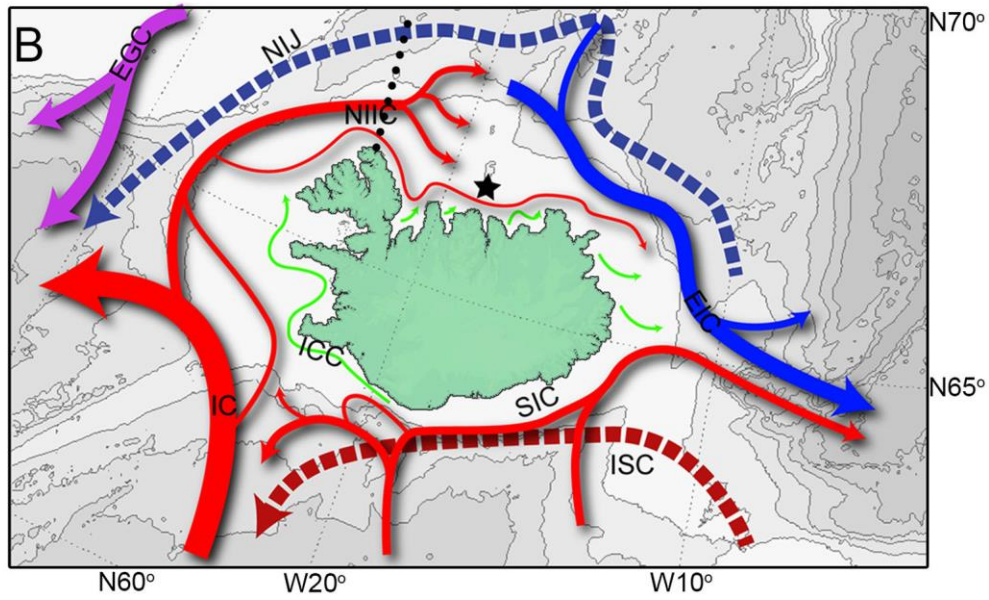 B
EGC
NIJ
N70°
NIIC
EIC
ICC
IC
SIC
N65°
ISC
N60°
W20°
W10°